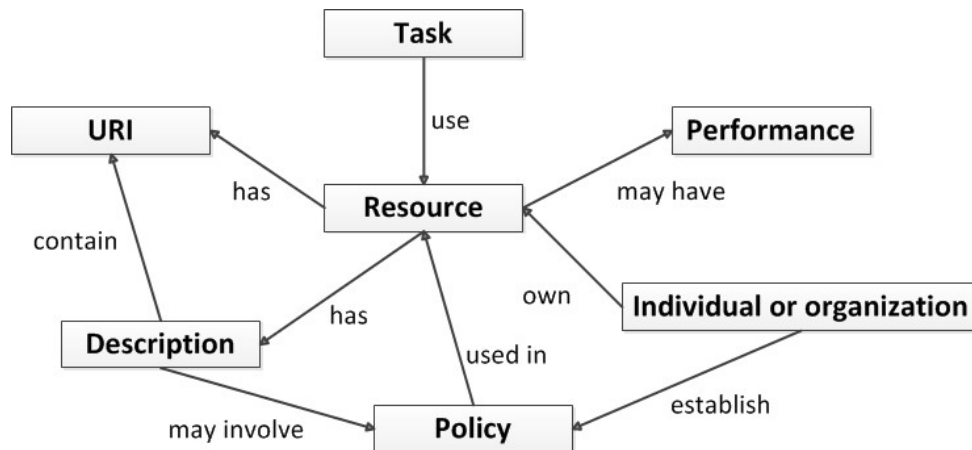 Task
URI
use
Performance
has
Resource
may have
contain
own
Individual or organization
has
Description
used in
may involve
Policy
establish